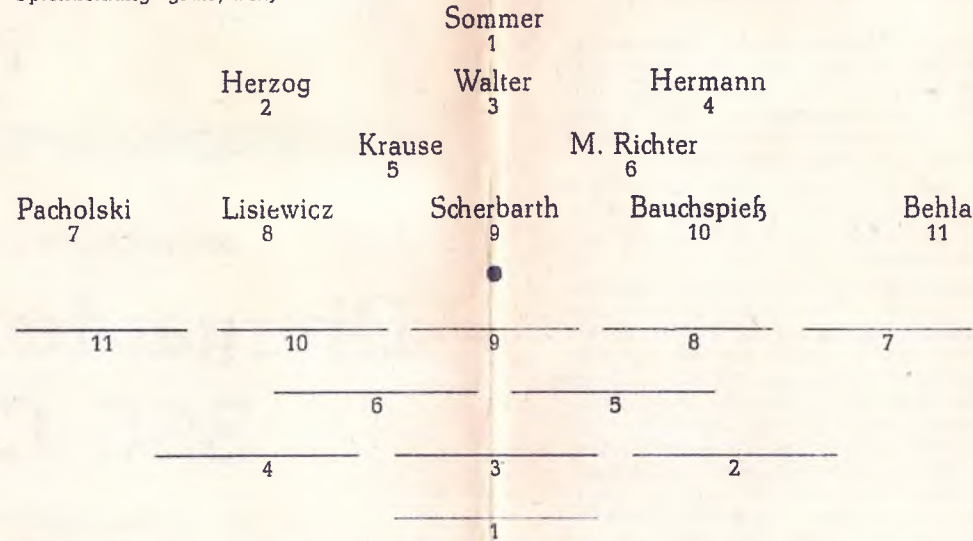 Sommer
1
Herzog Walter Hermann
2 3 4
Krause M. Richter
5 6
Pacholski Lisiewicz Scherbarth Bauchspieß Behla
7 8 9 10 11
11 10 9 8 7
6 5
4 3 2
1